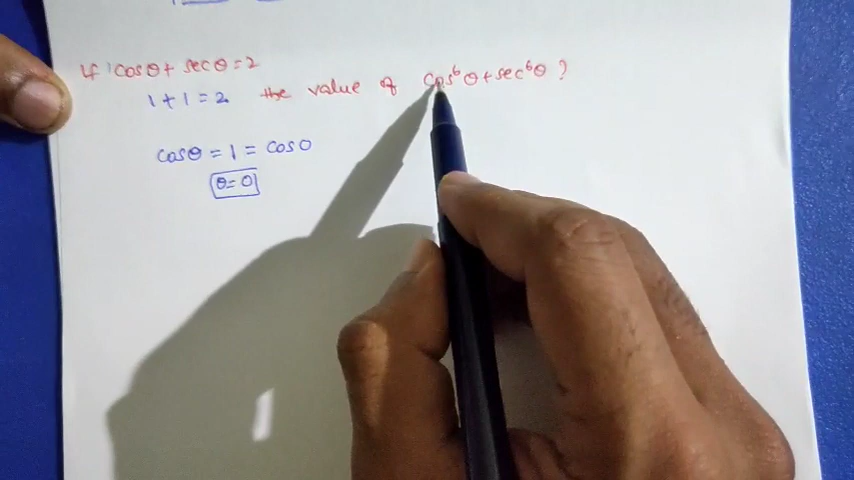 If cosθ + secθ = 2
1 + 1 = 2 the value of cos⁶θ + sec⁶θ ?
cosθ = 1 = cos0
θ = 0